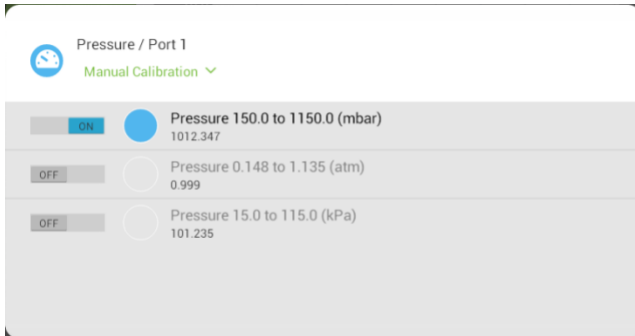 Pressure / Port 1
Manual Calibration
ON
Pressure 150.0 to 1150.0 (mbar)
1012.347
OFF
Pressure 0.148 to 1.135 (atm)
0.999
OFF
Pressure 15.0 to 115.0 (kPa)
101.235